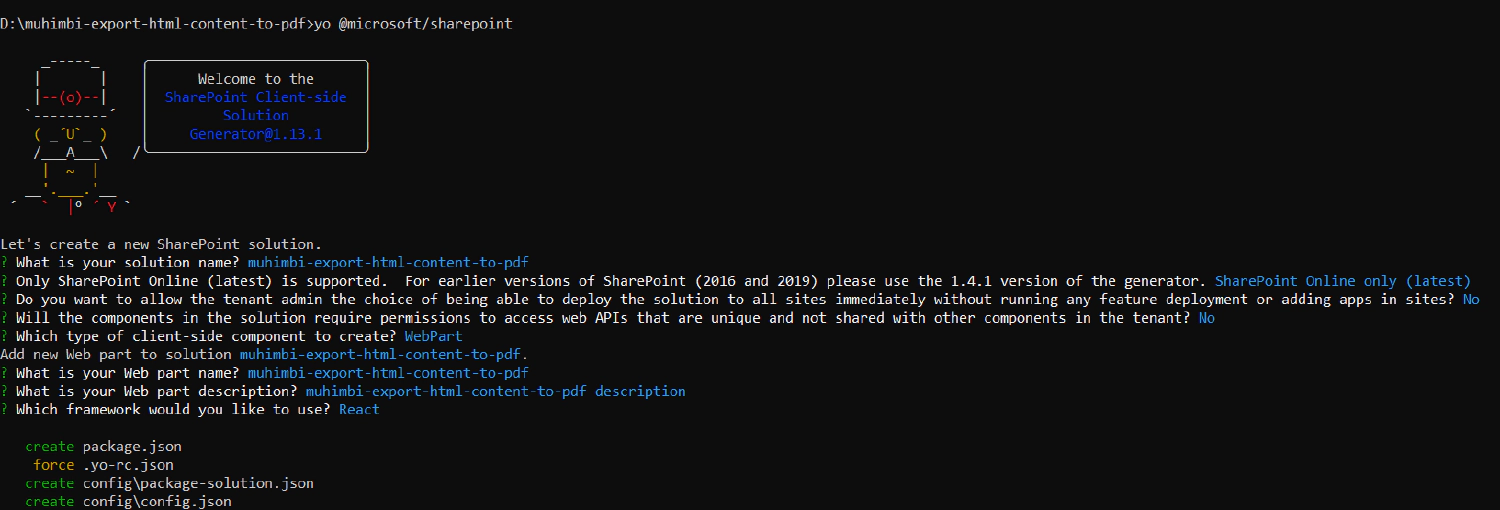 D:\muhimbi-export-html-content-to-pdf>yo @microsoft/sharepoint
Welcome to the
SharePoint Client-side
Solution
Generator@1.13.1
Let's create a new SharePoint solution.
? What is your solution name? muhimbi-export-html-content-to-pdf
? Only SharePoint Online (latest) is supported.  For earlier versions of SharePoint (2016 and 2019) please use the 1.4.1 version of the generator. SharePoint Online only (latest)
? Do you want to allow the tenant admin the choice of being able to deploy the solution to all sites immediately without running any feature deployment or adding apps in sites? No
? Will the components in the solution require permissions to access web APIs that are unique and not shared with other components in the tenant? No
? Which type of client-side component to create? WebPart
Add new Web part to solution muhimbi-export-html-content-to-pdf.
? What is your Web part name? muhimbi-export-html-content-to-pdf
? What is your Web part description? muhimbi-export-html-content-to-pdf description
? Which framework would you like to use? React
create package.json
force .yo-rc.json
create config\package-solution.json
create config\config.json